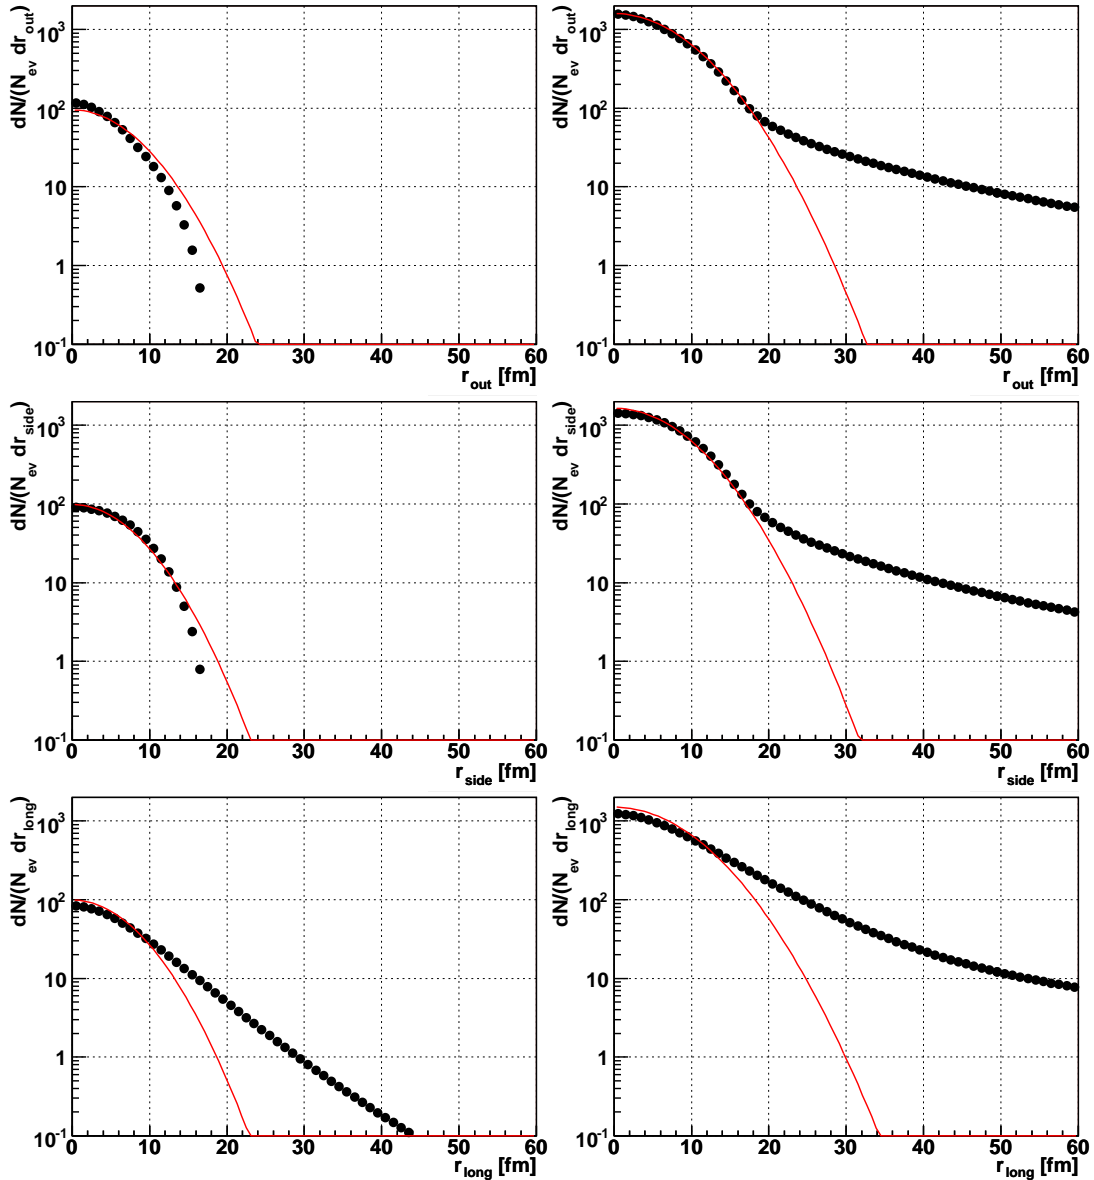 dN/(N_ev dr_out)
10^3
10^2
10
1
10^-1
0 10 20 30 40 50 60
r_out [fm]
dN/(N_ev dr_out)
10^3
10^2
10
1
10^-1
0 10 20 30 40 50 60
r_out [fm]
dN/(N_ev dr_side)
10^3
10^2
10
1
10^-1
0 10 20 30 40 50 60
r_side [fm]
dN/(N_ev dr_side)
10^3
10^2
10
1
10^-1
0 10 20 30 40 50 60
r_side [fm]
dN/(N_ev dr_long)
10^3
10^2
10
1
10^-1
0 10 20 30 40 50 60
r_long [fm]
dN/(N_ev dr_long)
10^3
10^2
10
1
10^-1
0 10 20 30 40 50 60
r_long [fm]